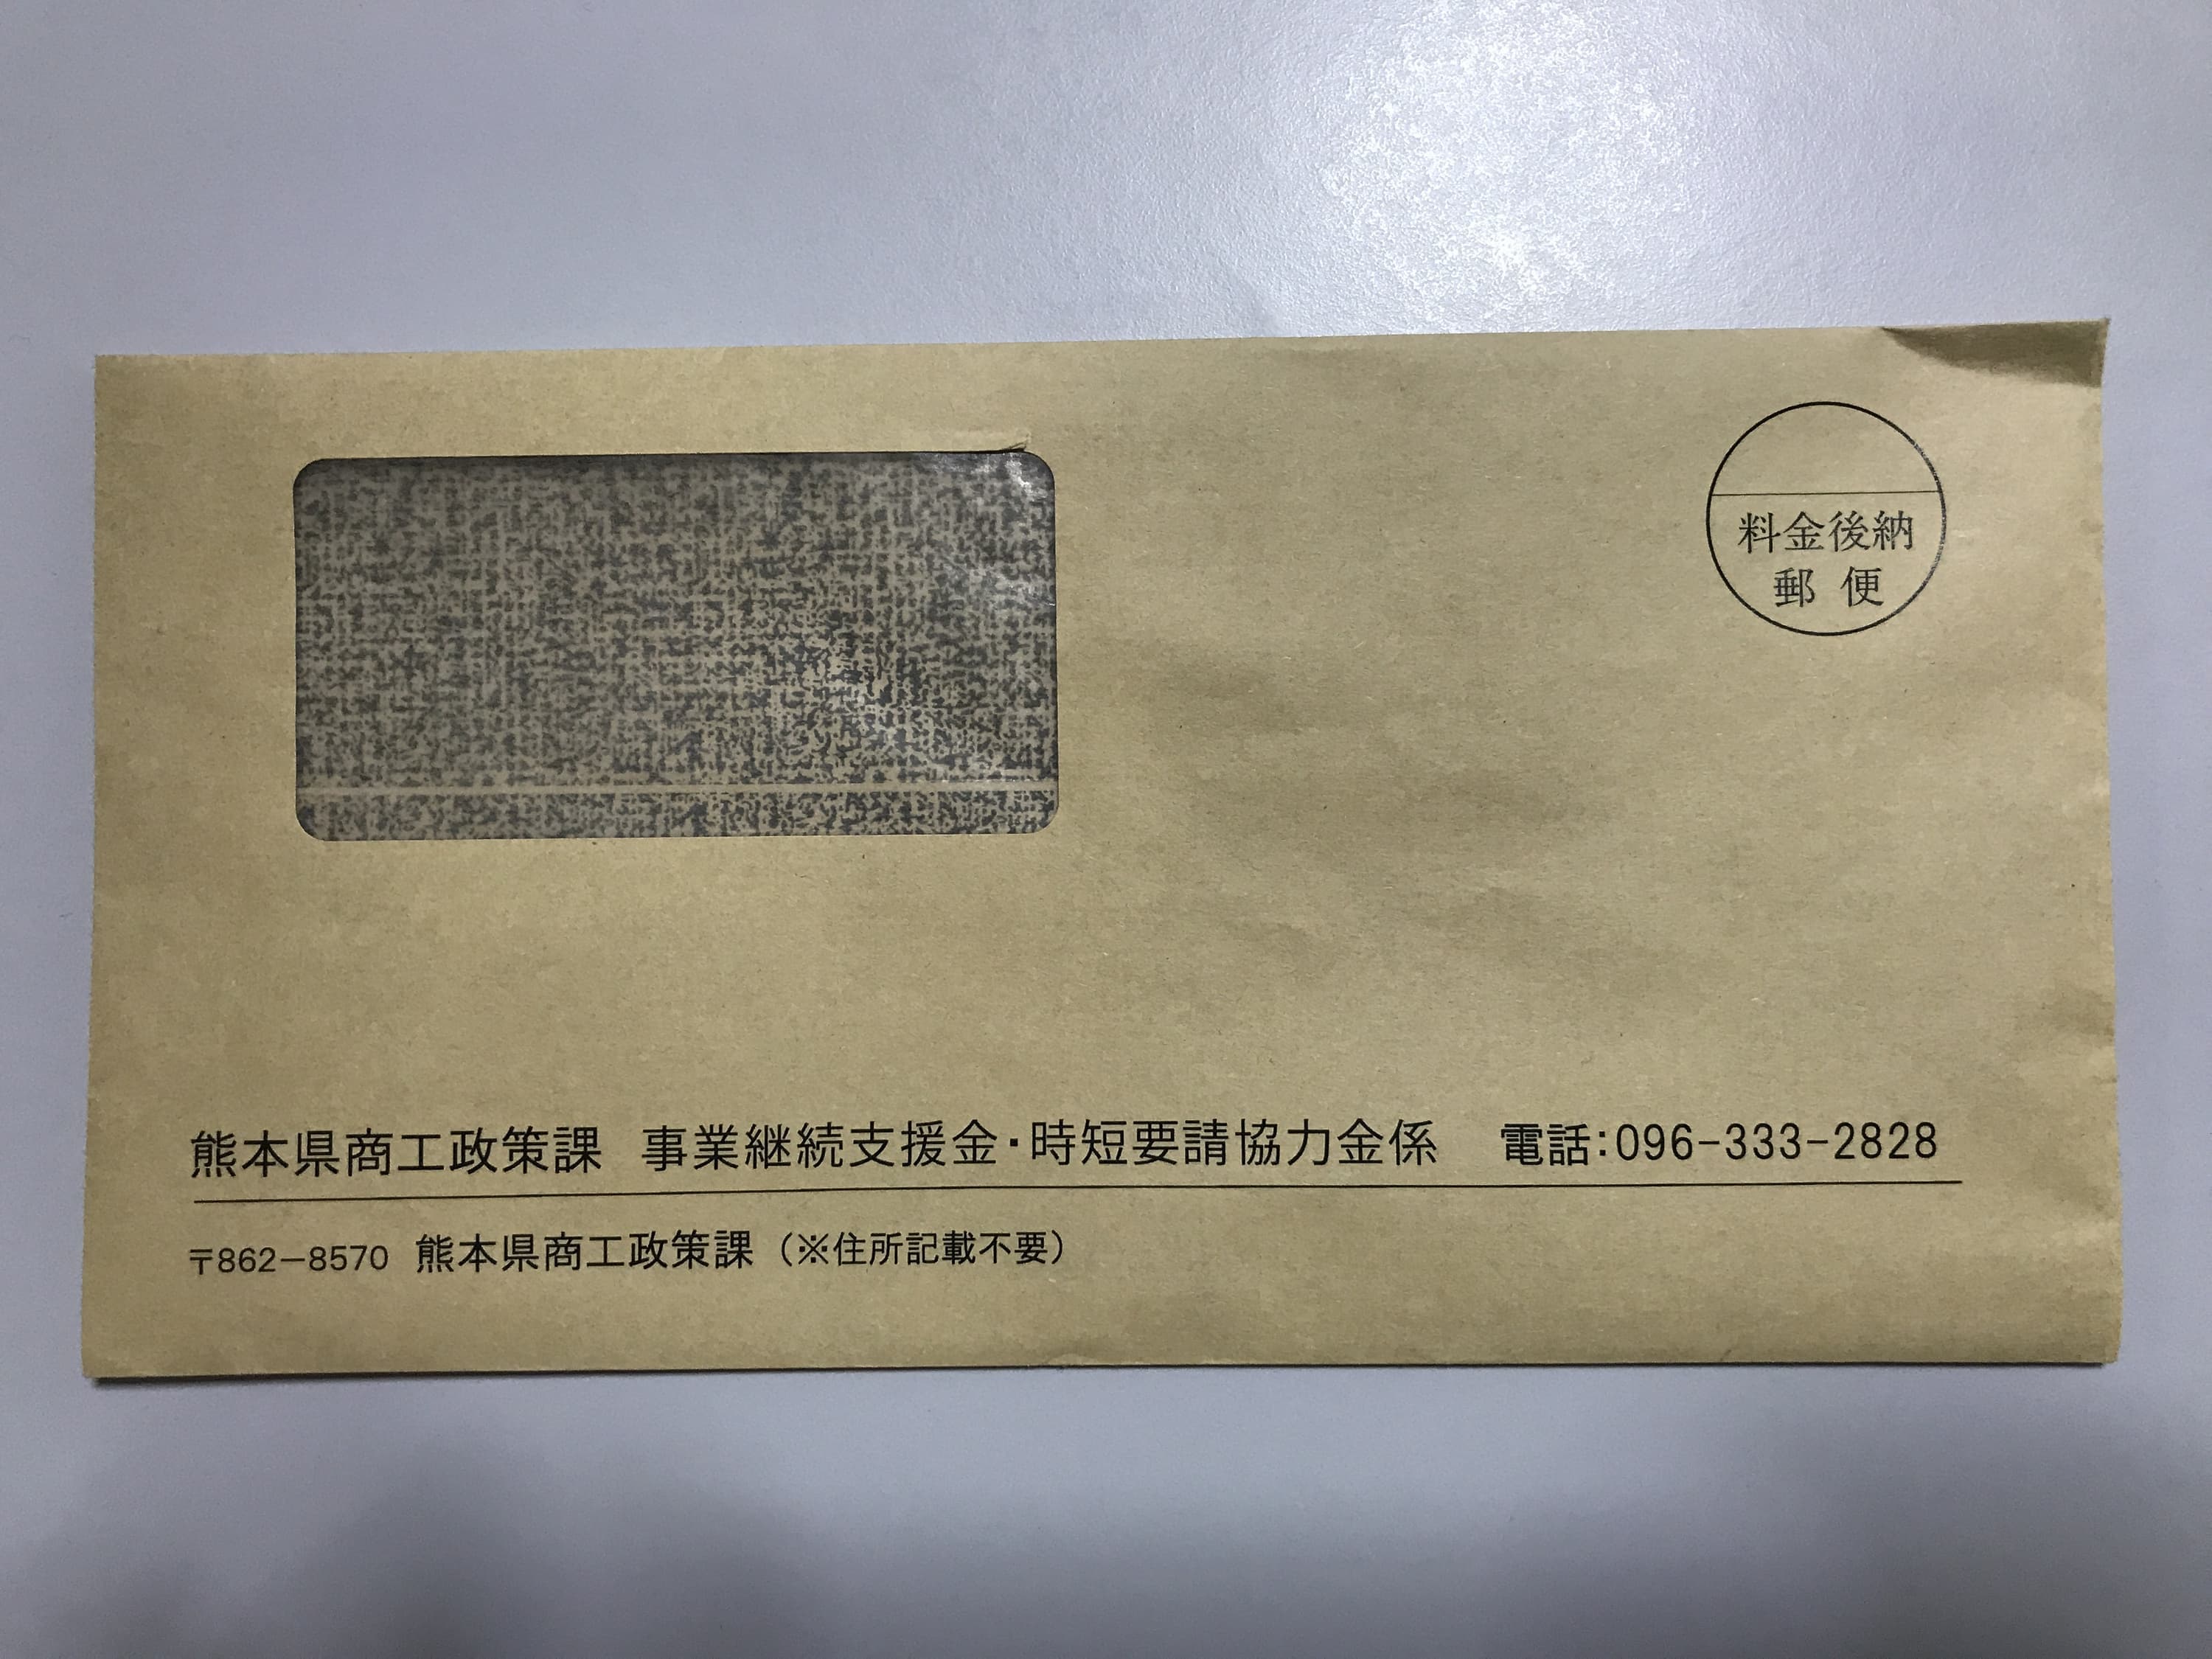 料金後納
郵便
熊本県商工政策課 事業継続支援金・時短要請協力金係 電話:096-333-2828
〒862-8570 熊本県商工政策課（※住所記載不要）